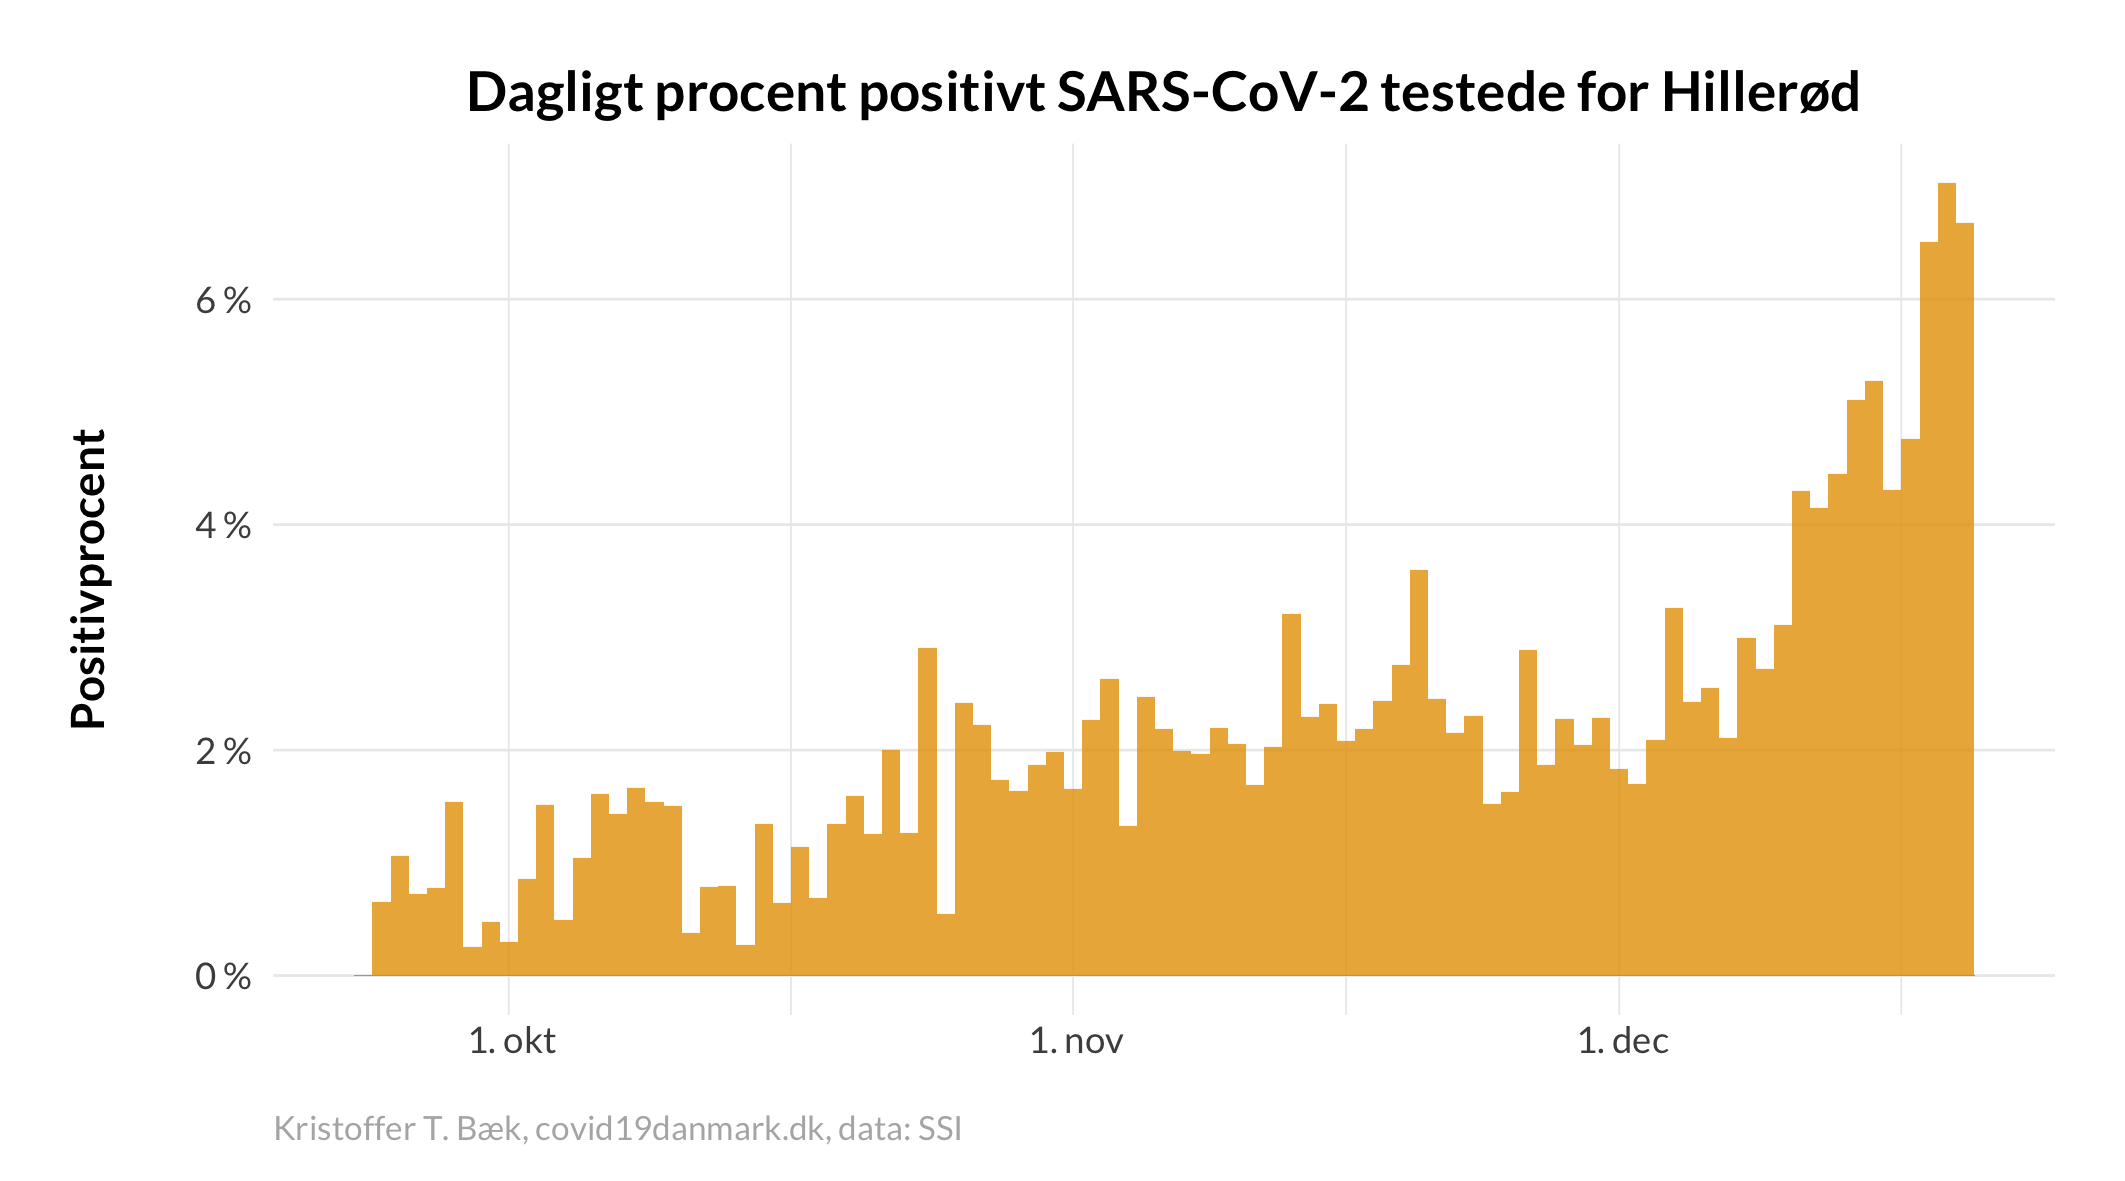 Dagligt procent positivt SARS-CoV-2 testede for Hillerød
Positivprocent
6 %
4 %
2 %
0 %
1. okt
1. nov
1. dec
Kristoffer T. Bæk, covid19danmark.dk, data: SSI